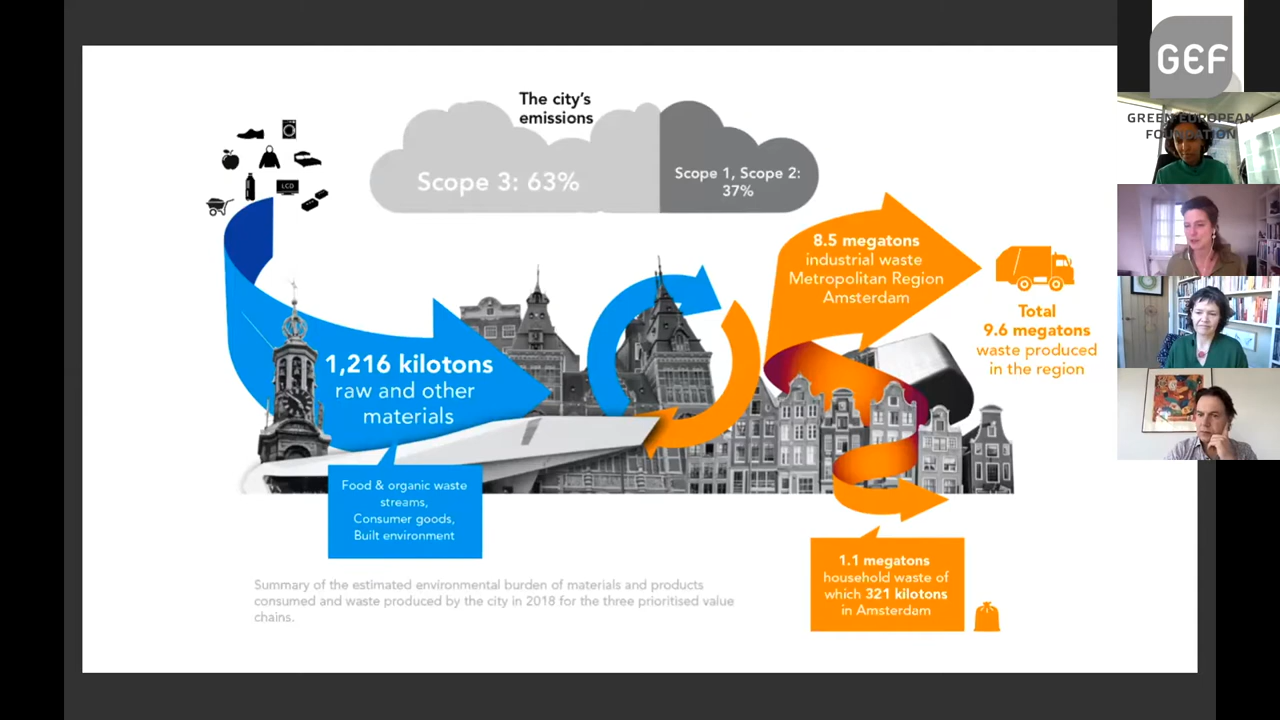 The city's
emissions
Scope 3: 63%
Scope 1, Scope 2:
37%
LCD
1,216 kilotons
raw and other
materials
Food & organic waste
streams,
Consumer goods,
Built environment
8.5 megatons
industrial waste
Metropolitan Region
Amsterdam
Total
9.6 megatons
waste produced
in the region
1.1 megatons
household waste of
which 321 kilotons
in Amsterdam
Summary of the estimated environmental burden of materials and products
consumed and waste produced by the city in 2018 for the three prioritised value
chains.
GEF
GREEN EUROPEAN
FOUNDATION